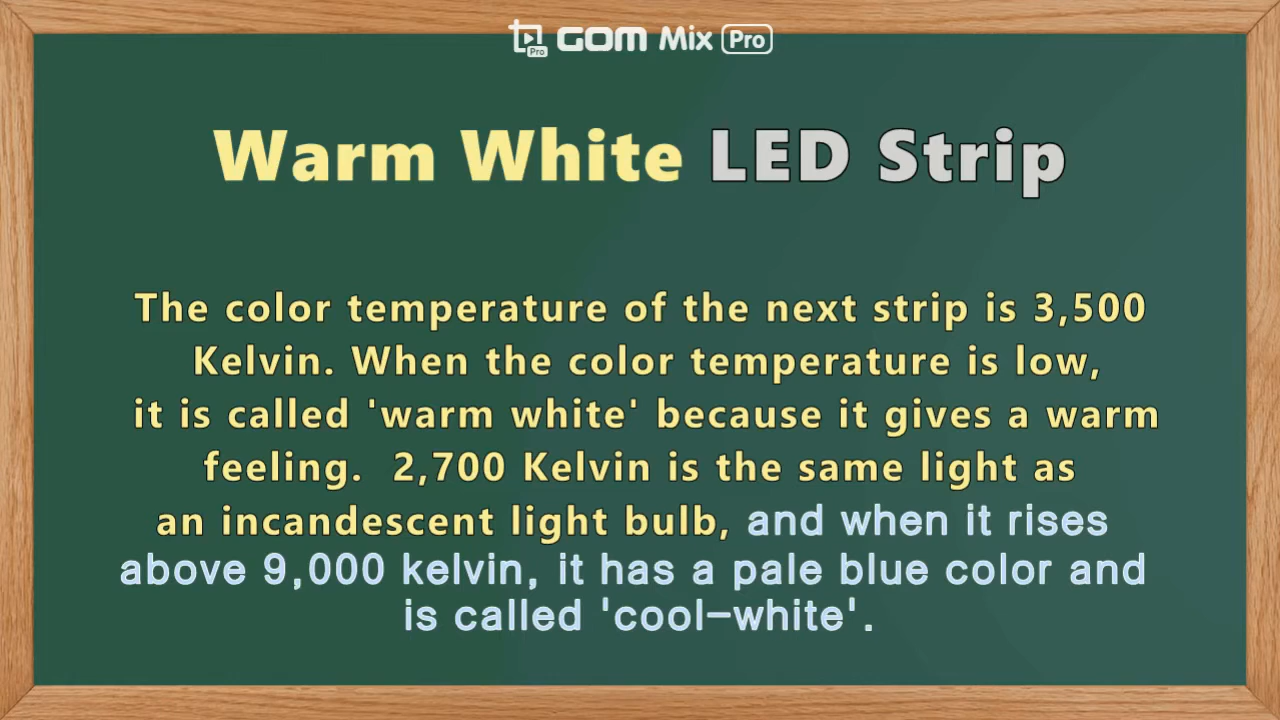 Pro GOM Mix Pro
Warm White LED Strip
The color temperature of the next strip is 3,500
Kelvin. When the color temperature is low,
it is called 'warm white' because it gives a warm
feeling.  2,700 Kelvin is the same light as
an incandescent light bulb, and when it rises
above 9,000 kelvin, it has a pale blue color and
is called 'cool-white'.